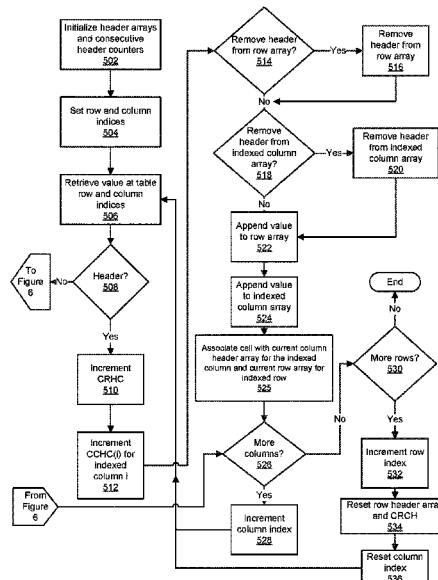 Initialize header arrays
and consecutive
header counters
502
Set row and column
indices
504
Retrieve value at table
row and column
indices
506
Header?
508
No
To
Figure
6
Yes
Increment
CRHC
510
Increment
CCHC(i) for
indexed
column i
512
Remove header
from row array?
514
Yes
Remove
header from
row array
516
No
Remove
header from
indexed column
array?
518
Yes
Remove header
from indexed
column array
520
No
Append value
to row array
522
Append value
to indexed
column array
524
Associate cell with current column
header array for the indexed
column and current row array for
indexed row
525
More
columns?
526
No
Yes
Increment
column index
528
From
Figure
6
End
No
More rows?
530
Yes
Increment row
index
532
Reset row header array
and CRCH
534
Reset column
index
536